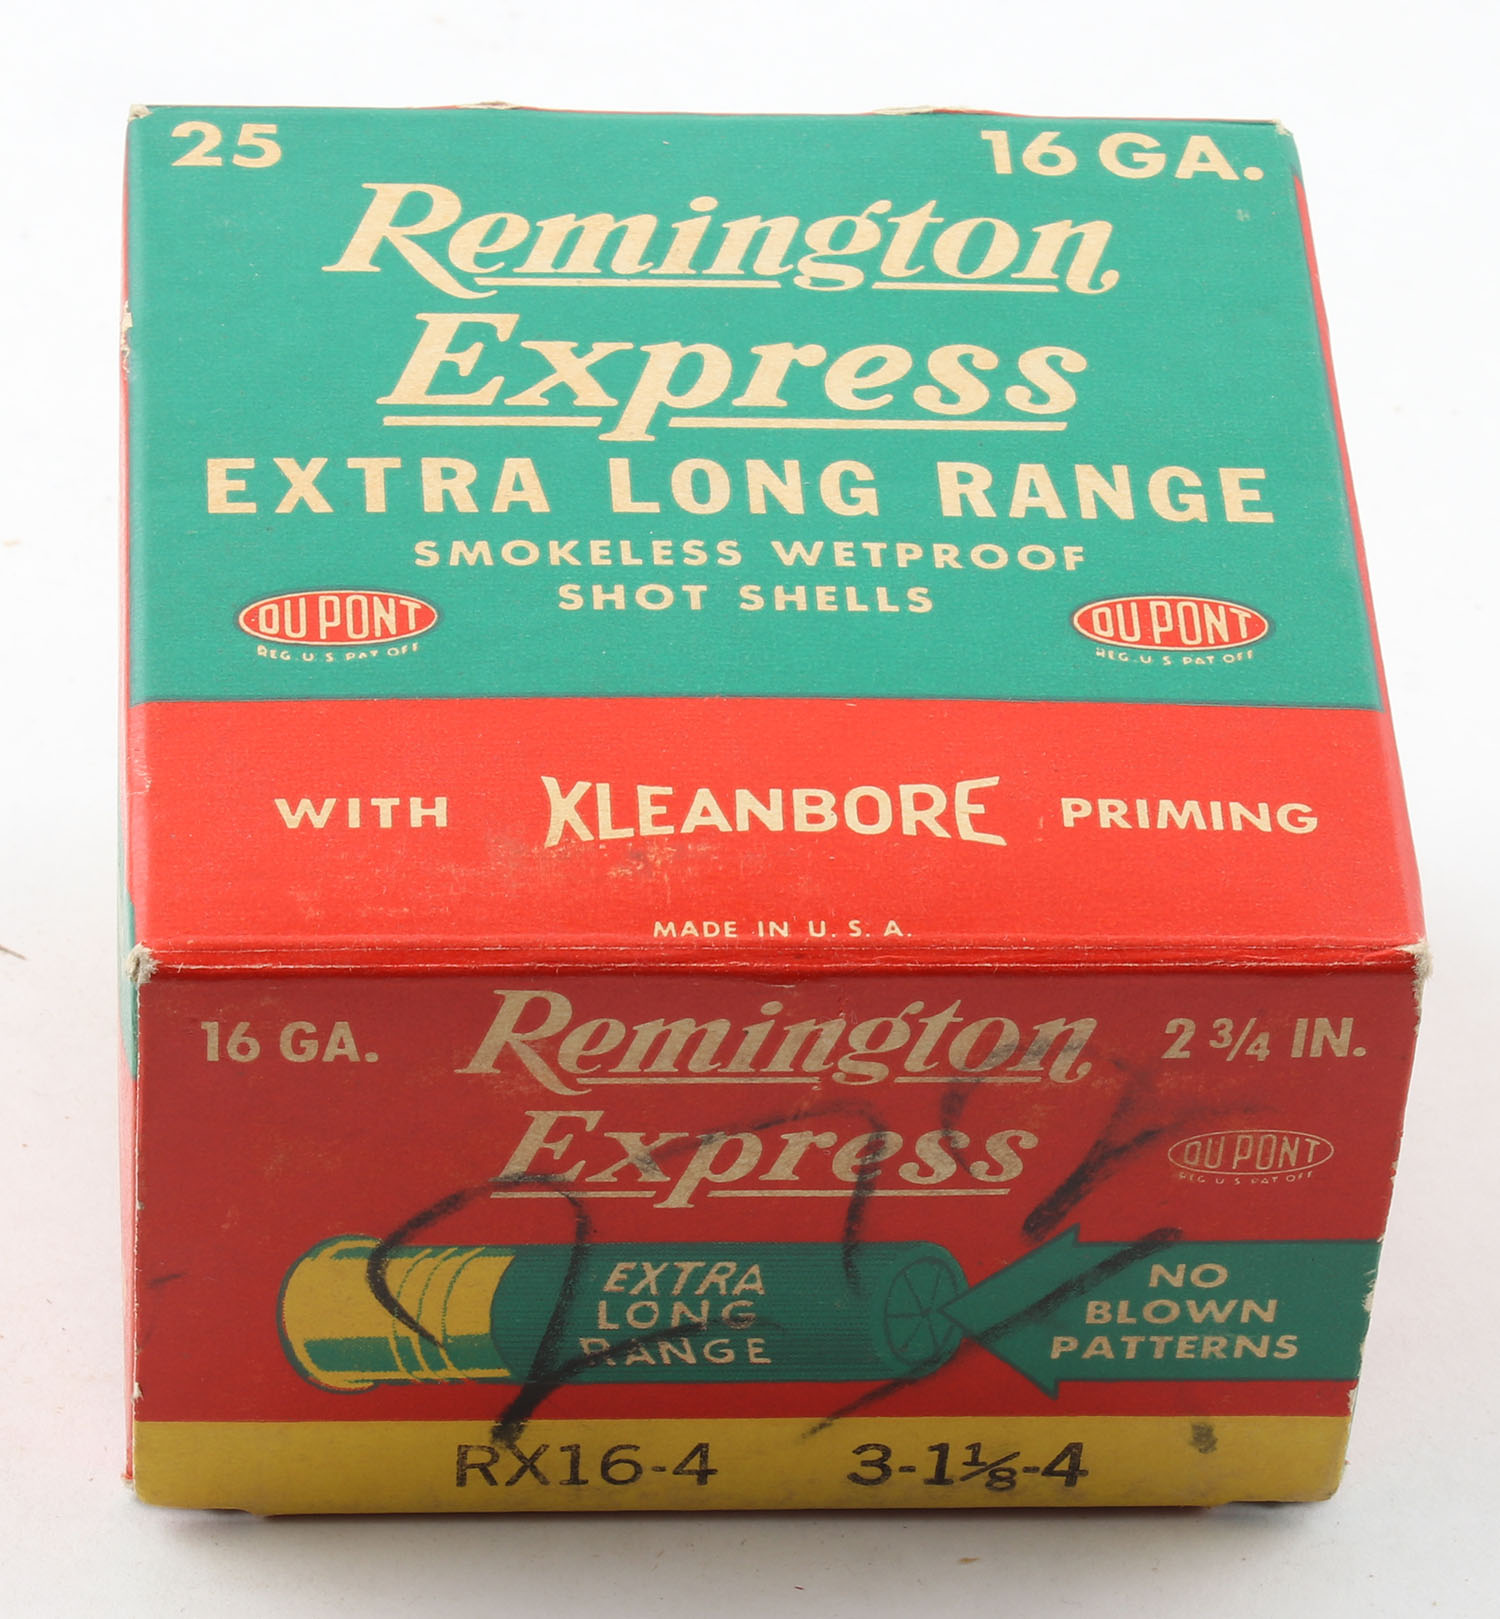 25 16 GA.
Remington
Express
EXTRA LONG RANGE
SMOKELESS WETPROOF
SHOT SHELLS
DU PONT DU PONT
REG. U S PAT OFF REG. U S PAT OFF
WITH KLEANBORE PRIMING
MADE IN U. S. A.
16 GA. Remington 2 3/4 IN.
Express DU PONT
REG U S PAT OFF
EXTRA
LONG
RANGE
NO
BLOWN
PATTERNS
RX16-4 3-1 1/8-4